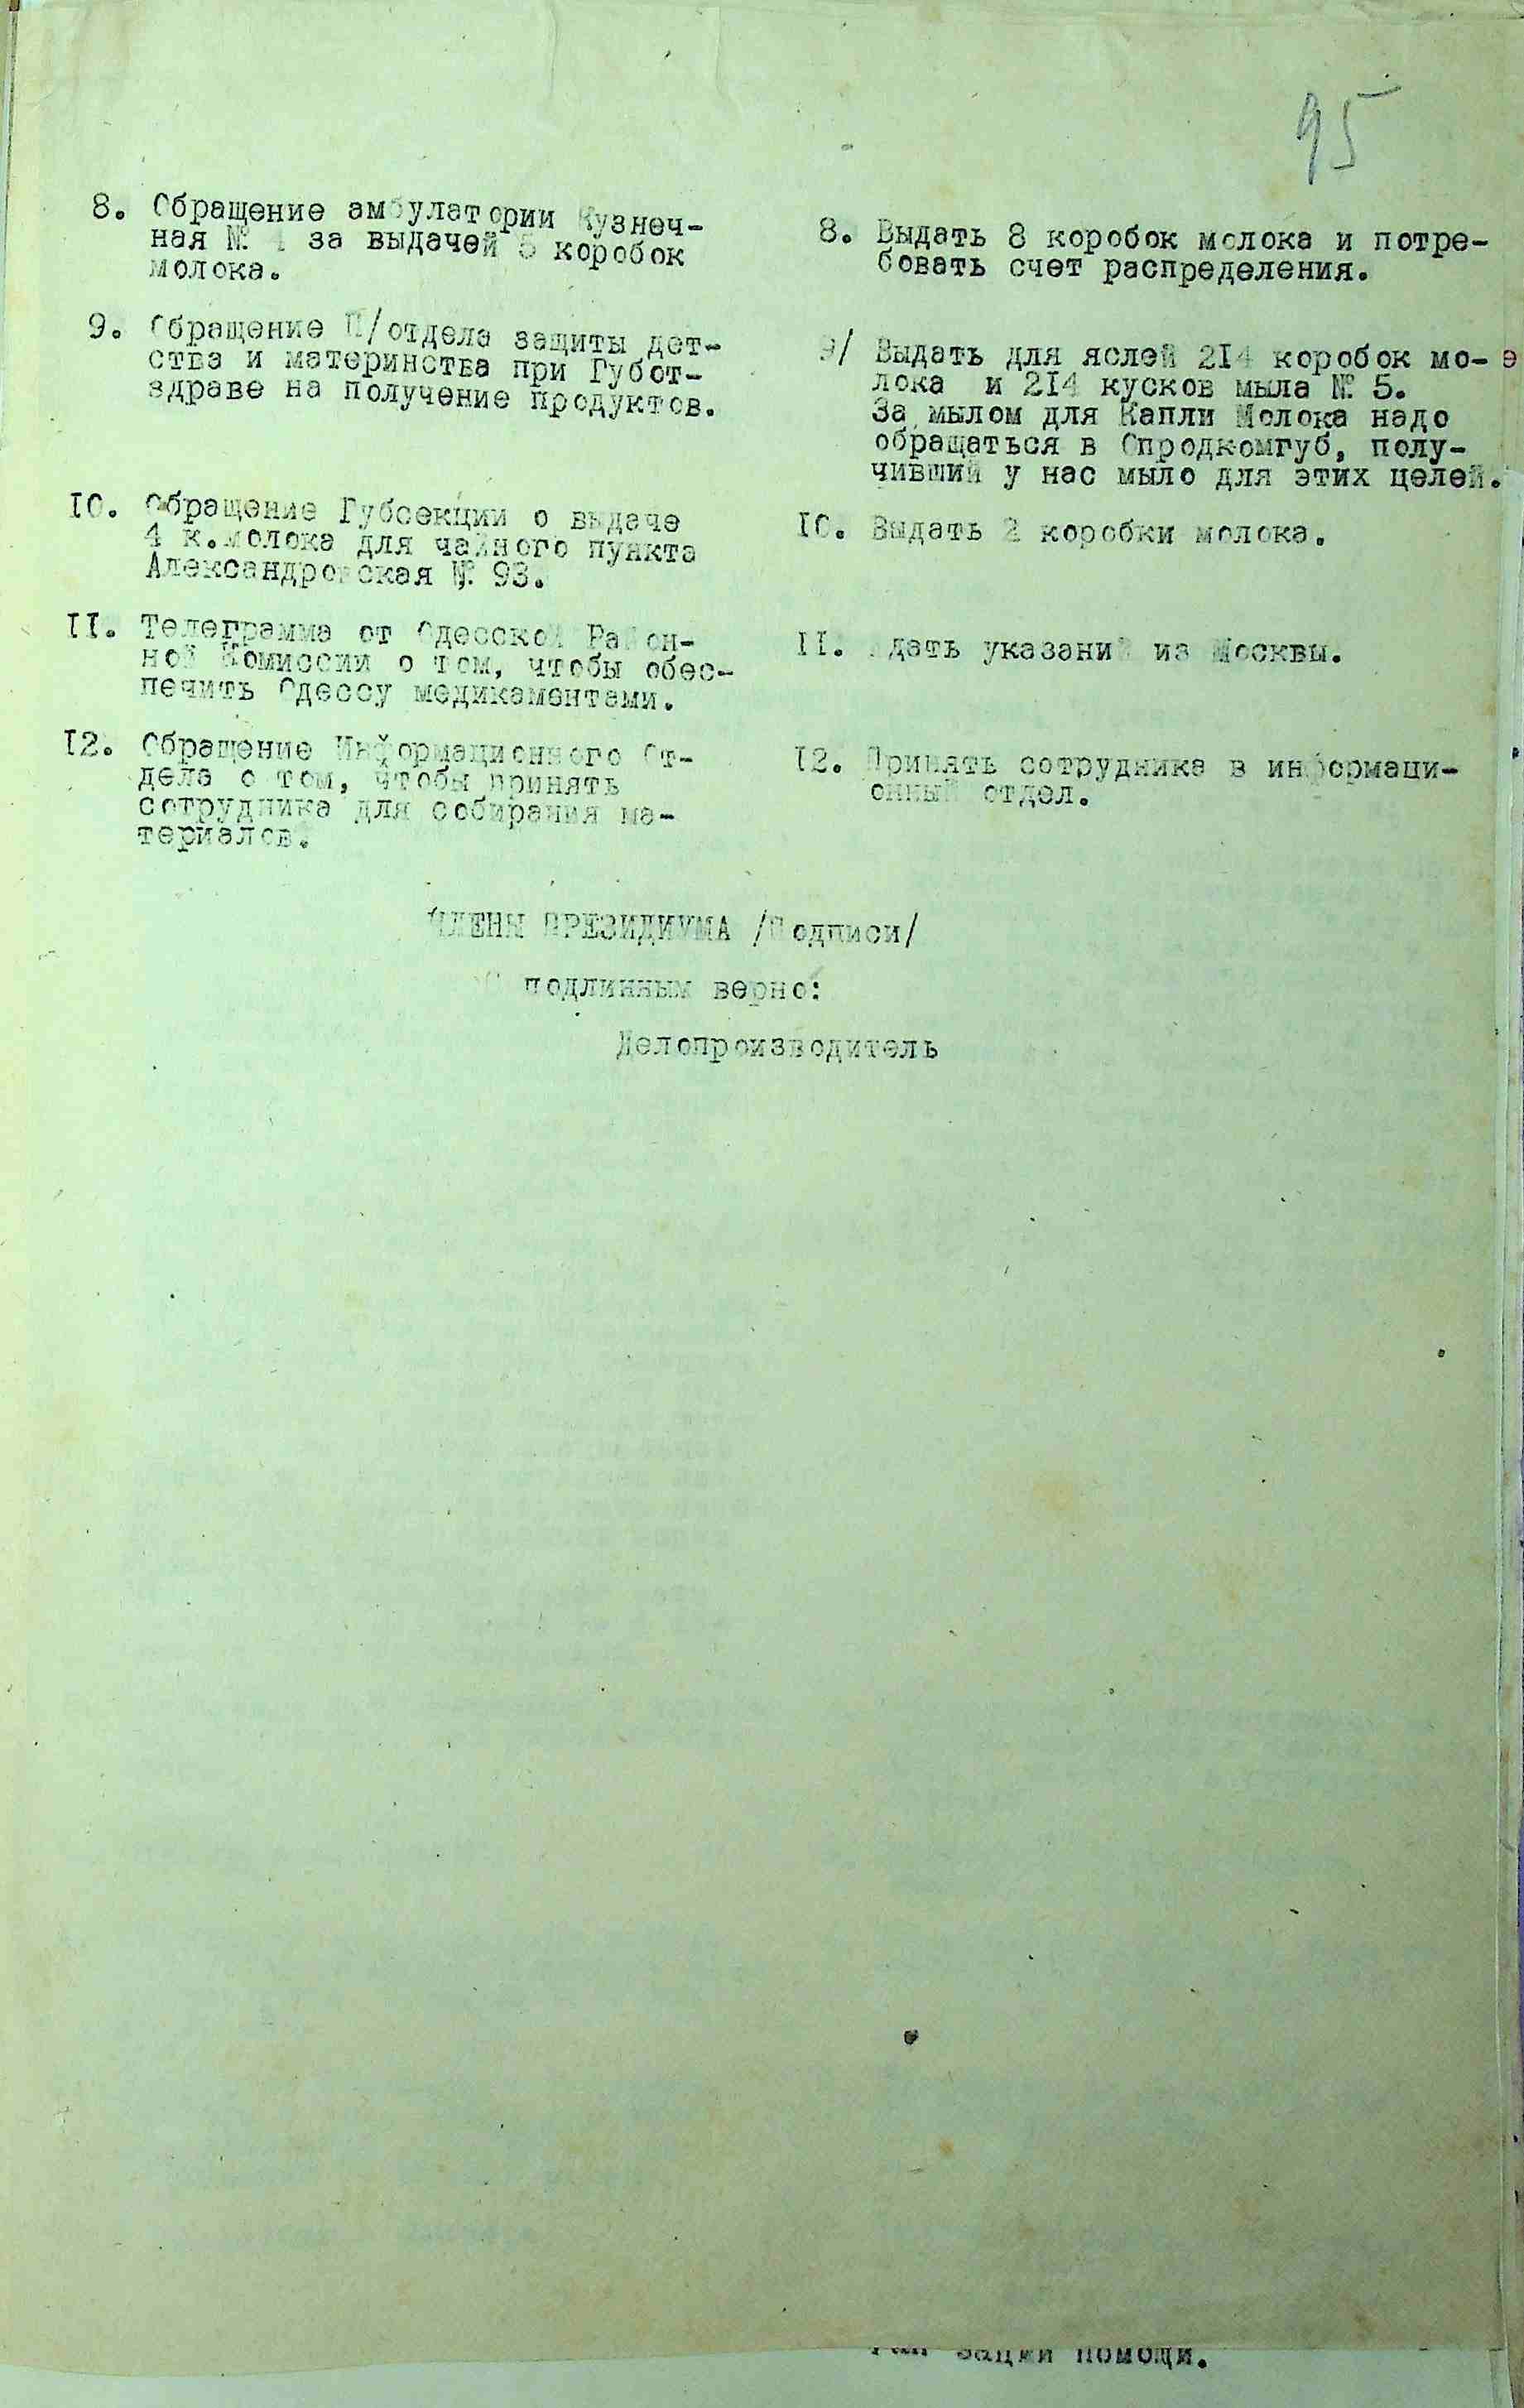 95
8. Обращение амбулатории Кузнеч-
ная № за выдачей 5 коробок
молока.
8. Выдать 8 коробок молока и потре-
бовать счет распределения.
9. Обращение П/отдела защиты дет-
ства и материнства при Губот-
здраве на получение продуктов.
9/ Выдать для яслей 214 коробок мо-
лока и 214 кусков мыла № 5.
За мылом для Капли Молока надо
обращаться в Опродкомгуб, полу-
чивший у нас мыло для этих целей.
10. Обращение Губсекции о выдаче
4 к.молока для чайного пункта
Александровская № 93.
10. Выдать 2 коробки молока.
11. Телеграмма от Одесской Район-
ной Комиссии о том, чтобы обес-
печить Одессу медикаментами.
11. Ждать указаний из Москвы.
12. Обращение Информационного От-
дела о том, чтобы принять
сотрудника для собирания ма-
териалов.
12. Принять сотрудника в информаци-
онный отдел.
ЧЛЕНЫ ПРЕЗИДИУМА /Подписи/
С подлинным верно:
Делопроизводитель
помощи.